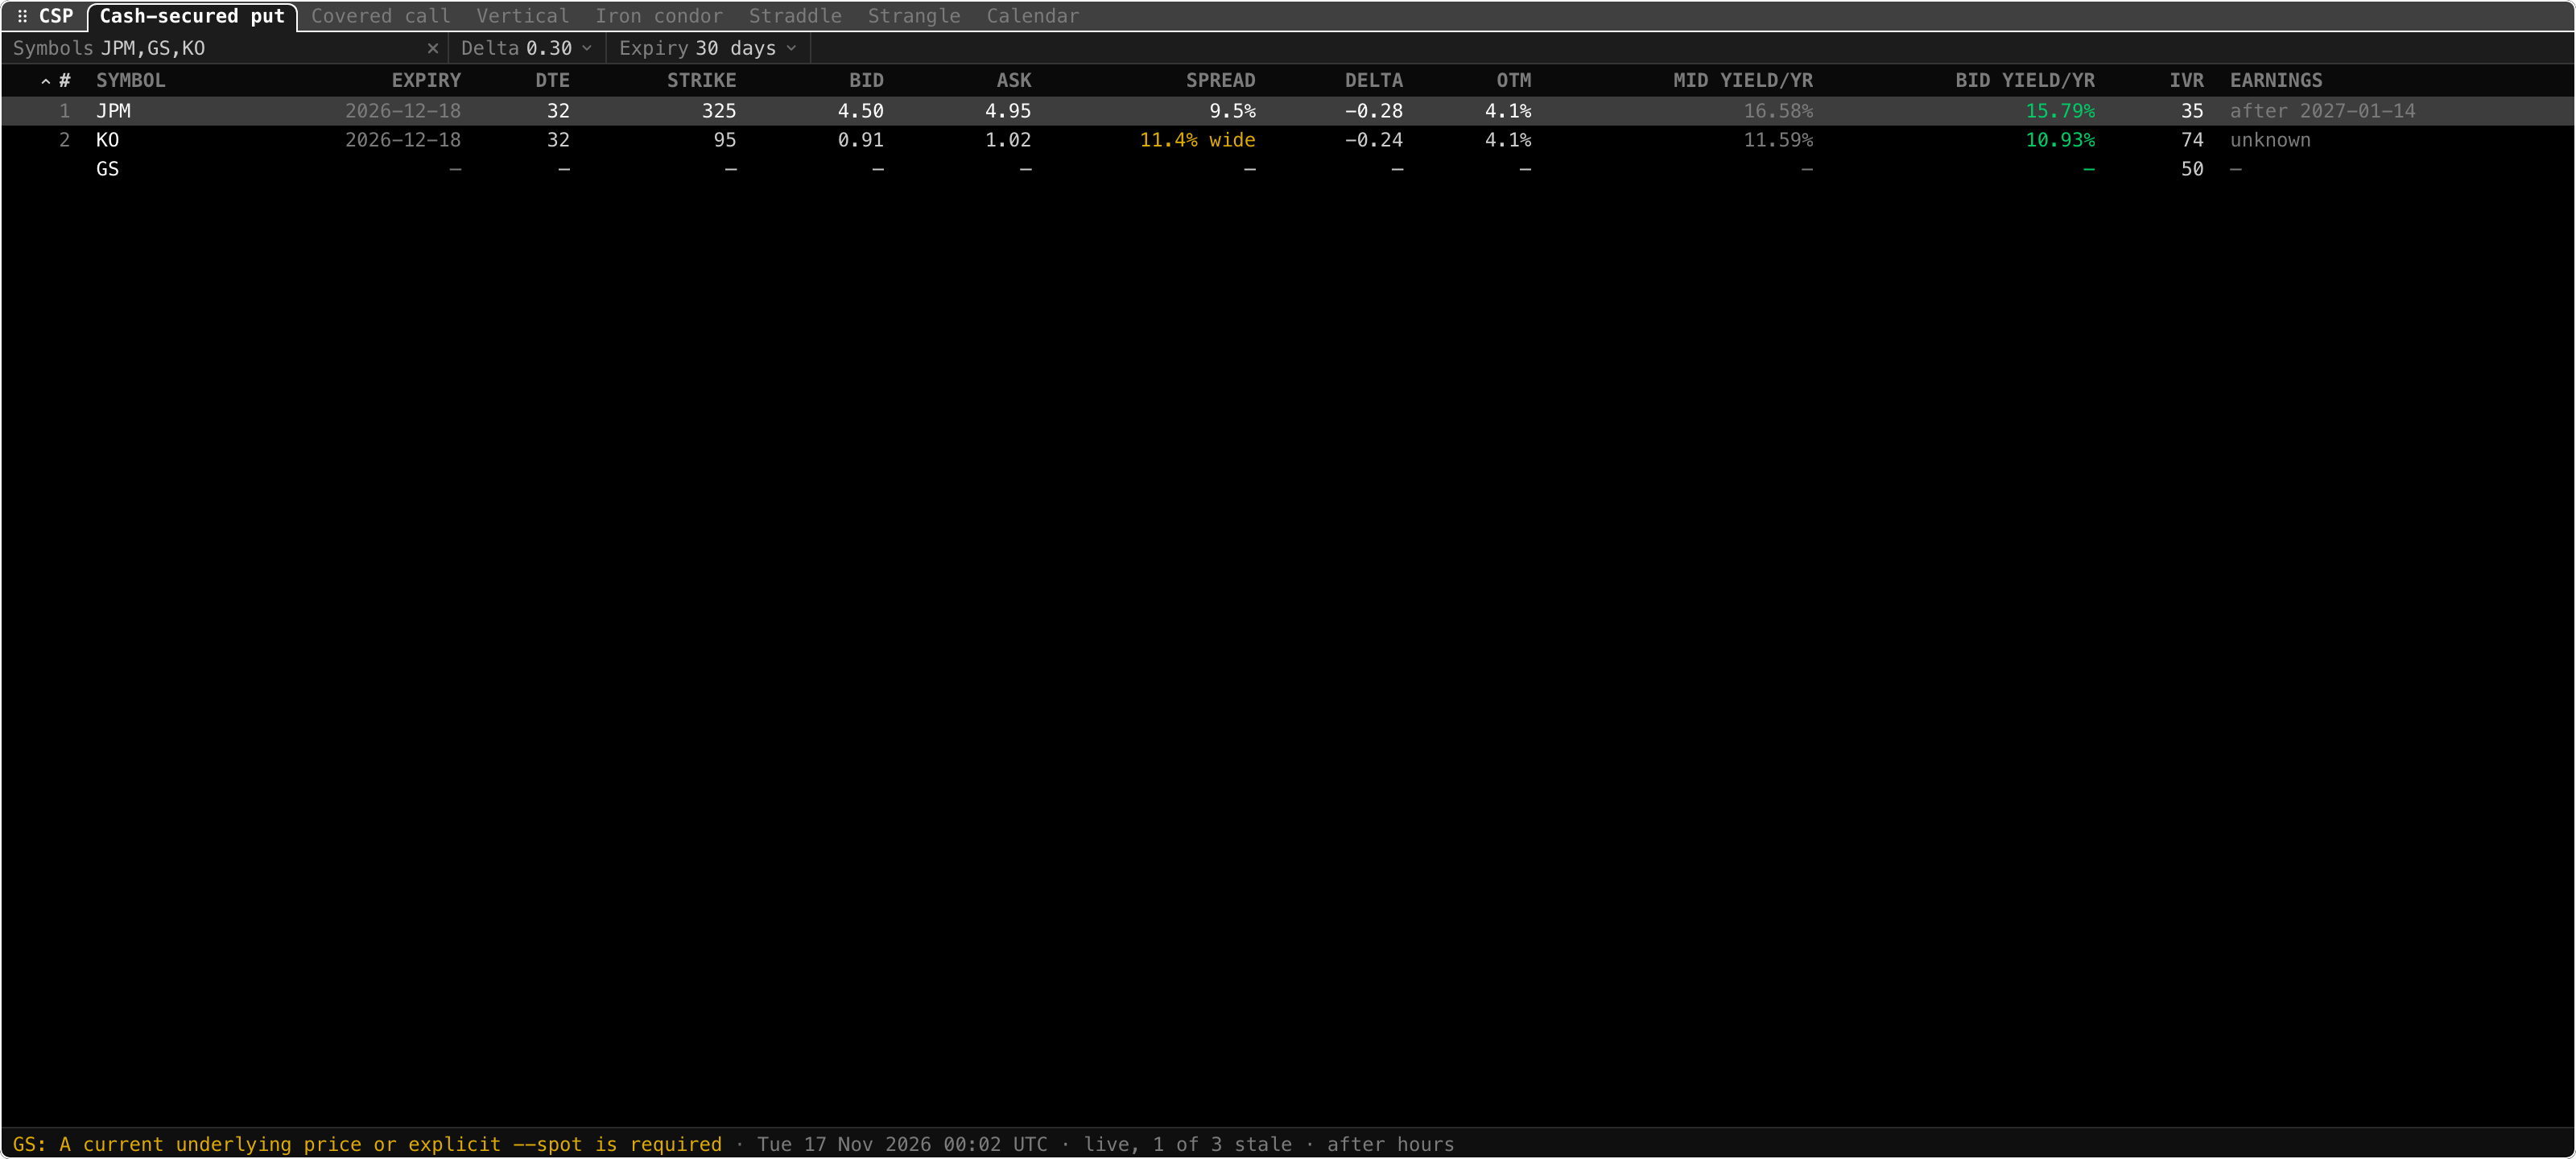 ⠿ CSP Cash-secured put Covered call Vertical Iron condor Straddle Strangle Calendar
Symbols JPM,GS,KO × Delta 0.30 Expiry 30 days
^ # SYMBOL EXPIRY DTE STRIKE BID ASK SPREAD DELTA OTM MID YIELD/YR BID YIELD/YR IVR EARNINGS
1 JPM 2026-12-18 32 325 4.50 4.95 9.5% -0.28 4.1% 16.58% 15.79% 35 after 2027-01-14
2 KO 2026-12-18 32 95 0.91 1.02 11.4% wide -0.24 4.1% 11.59% 10.93% 74 unknown
GS — — — — — — — — — — 50 —
GS: A current underlying price or explicit --spot is required · Tue 17 Nov 2026 00:02 UTC · live, 1 of 3 stale · after hours